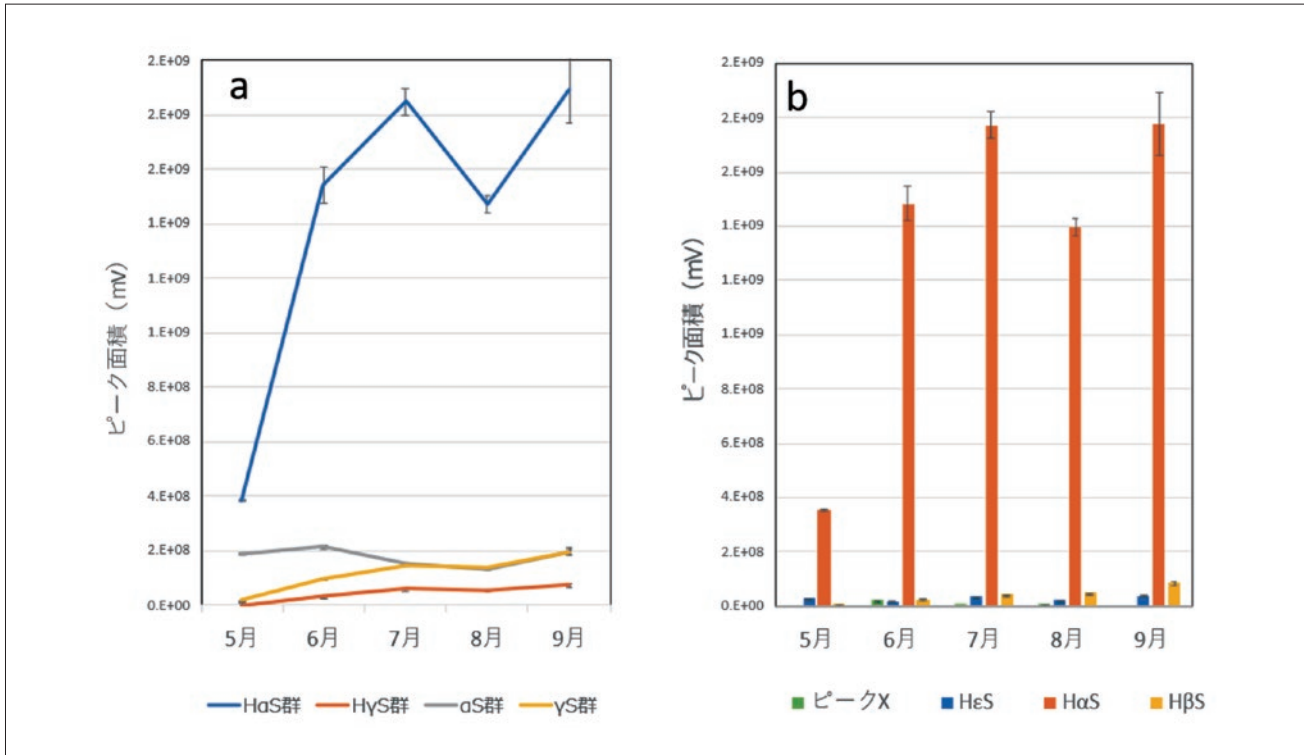 a
2.E+09
2.E+09
2.E+09
1.E+09
1.E+09
1.E+09
8.E+08
6.E+08
4.E+08
2.E+08
0.E+00
ピーク面積（mV）
5月 6月 7月 8月 9月
HαS群 HγS群 αS群 γS群
b
2.E+09
2.E+09
2.E+09
1.E+09
1.E+09
1.E+09
8.E+08
6.E+08
4.E+08
2.E+08
0.E+00
ピーク面積（mV）
5月 6月 7月 8月 9月
ピークX HεS HαS HβS